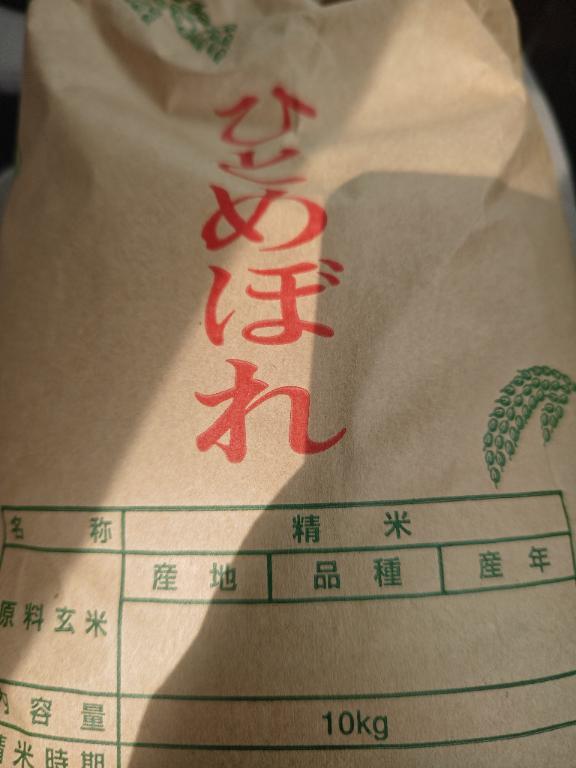 ひとめぼれ
名称 精米
産地 品種 産年
原料玄米
内容量 10kg
精米時期